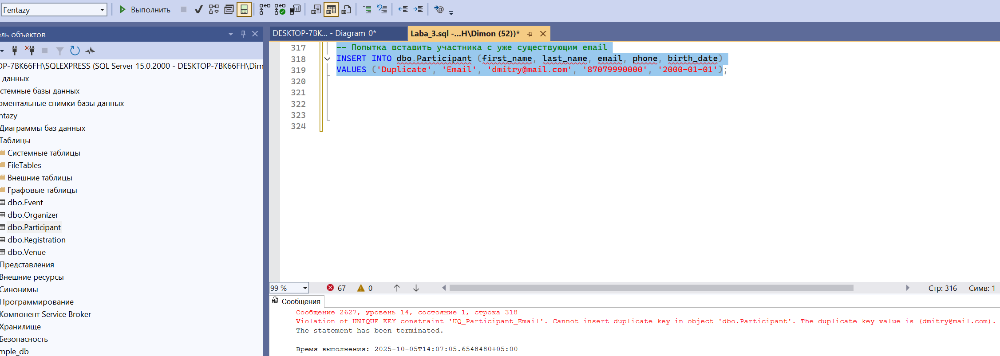 Fentazy
Выполнить
ль объектов
DESKTOP-7BK... - Diagram_0*
Laba_3.sql -...H\Dimon (52))*
OP-7BK66FH\SQLEXPRESS (SQL Server 15.0.2000 - DESKTOP-7BK66FH\Dim
данных
стемные базы данных
оментальные снимки базы данных
ntazy
Диаграммы баз данных
Таблицы
Системные таблицы
FileTables
Внешние таблицы
Графовые таблицы
dbo.Event
dbo.Organizer
dbo.Participant
dbo.Registration
dbo.Venue
Представления
Внешние ресурсы
Синонимы
Программирование
Компонент Service Broker
Хранилище
Безопасность
mple_db
317 -- Попытка вставить участника с уже существующим email
318 INSERT INTO dbo.Participant (first_name, last_name, email, phone, birth_date)
319 VALUES ('Duplicate', 'Email', 'dmitry@mail.com', '87079990000', '2000-01-01');
320
321
322
323
324
99 % 67 0 Стр: 316 Симв: 1
Сообщения
Сообщение 2627, уровень 14, состояние 1, строка 318
Violation of UNIQUE KEY constraint 'UQ_Participant_Email'. Cannot insert duplicate key in object 'dbo.Participant'. The duplicate key value is (dmitry@mail.com).
The statement has been terminated.
Время выполнения: 2025-10-05T14:07:05.6548480+05:00